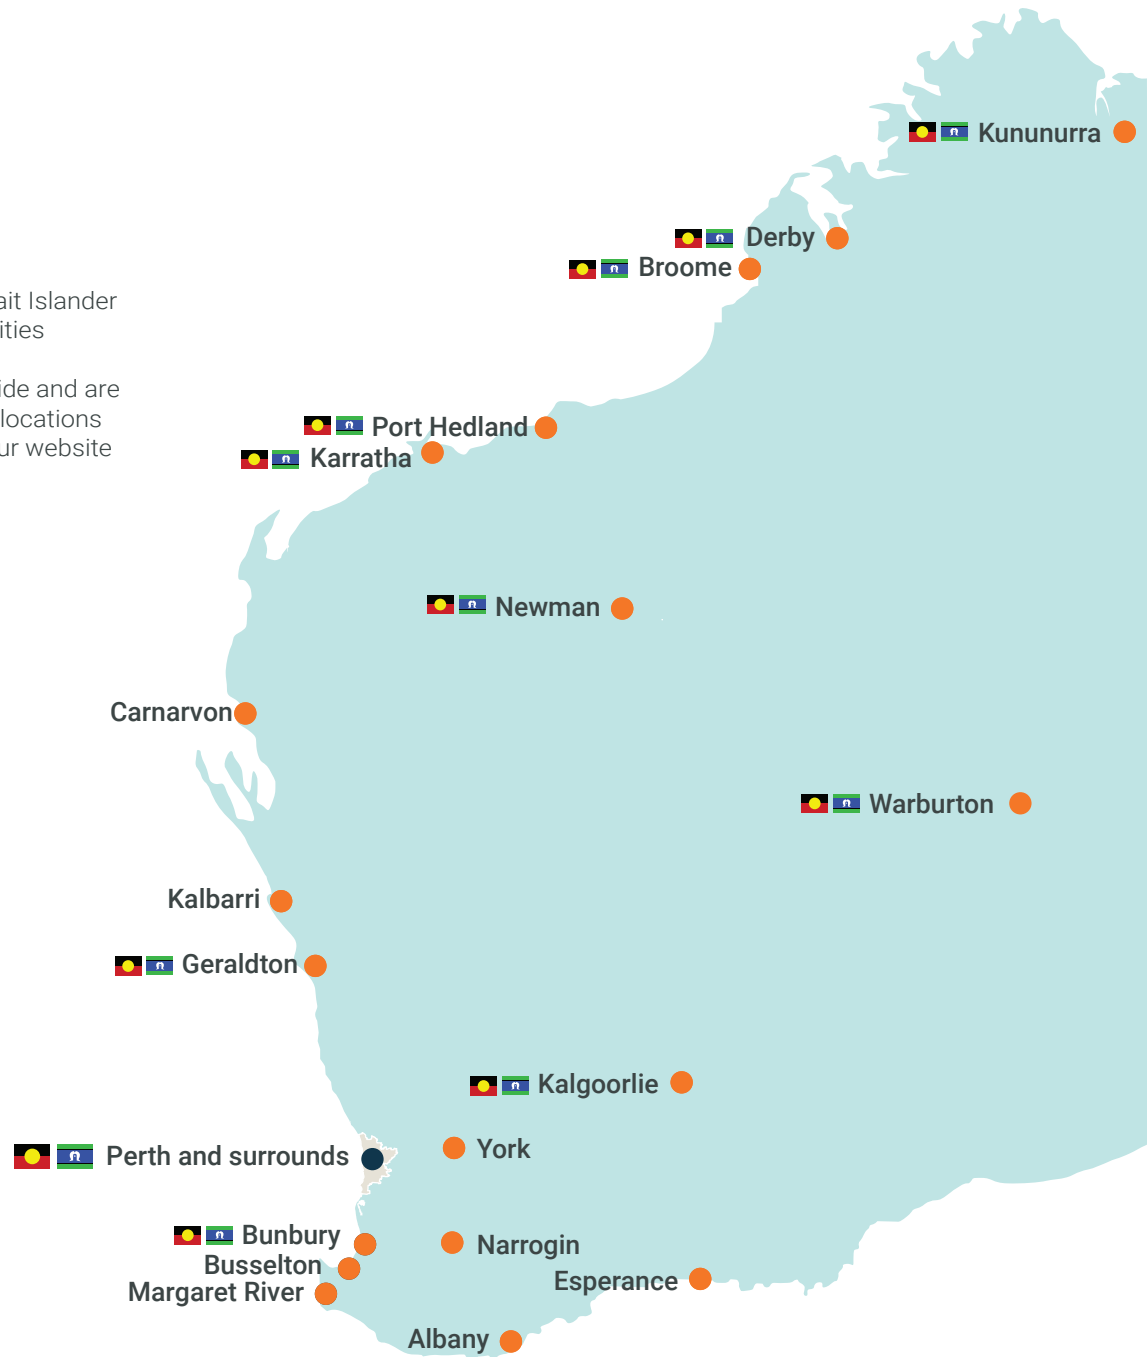 Kununurra
Derby
Broome
ait Islander
ities
ide and are
locations
ur website
Port Hedland
Karratha
Newman
Carnarvon
Warburton
Kalbarri
Geraldton
Kalgoorlie
York
Perth and surrounds
Bunbury
Narrogin
Busselton
Esperance
Margaret River
Albany